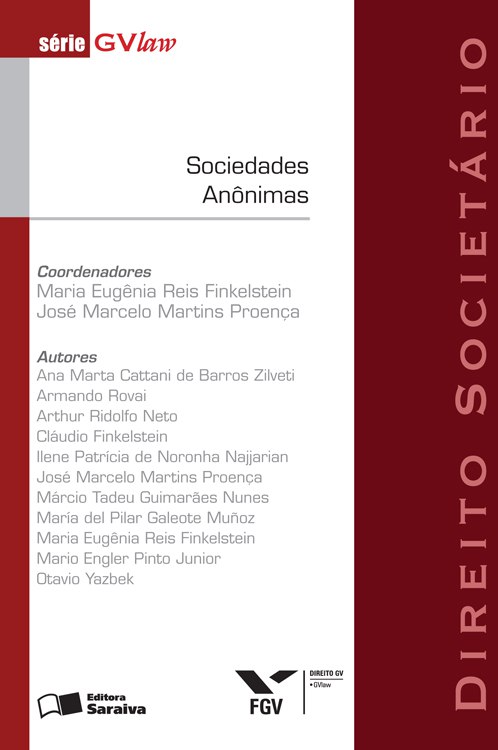 série GVlaw
Sociedades
Anônimas
Coordenadores
Maria Eugênia Reis Finkelstein
José Marcelo Martins Proença
Autores
Ana Marta Cattani de Barros Zilveti
Armando Rovai
Arthur Ridolfo Neto
Cláudio Finkelstein
Ilene Patrícia de Noronha Najjarian
José Marcelo Martins Proença
Márcio Tadeu Guimarães Nunes
María del Pilar Galeote Muñoz
Maria Eugênia Reis Finkelstein
Mario Engler Pinto Junior
Otavio Yazbek
Editora
Saraiva
FGV
DIREITO GV
• GVlaw
DIREITO SOCIETÁRIO